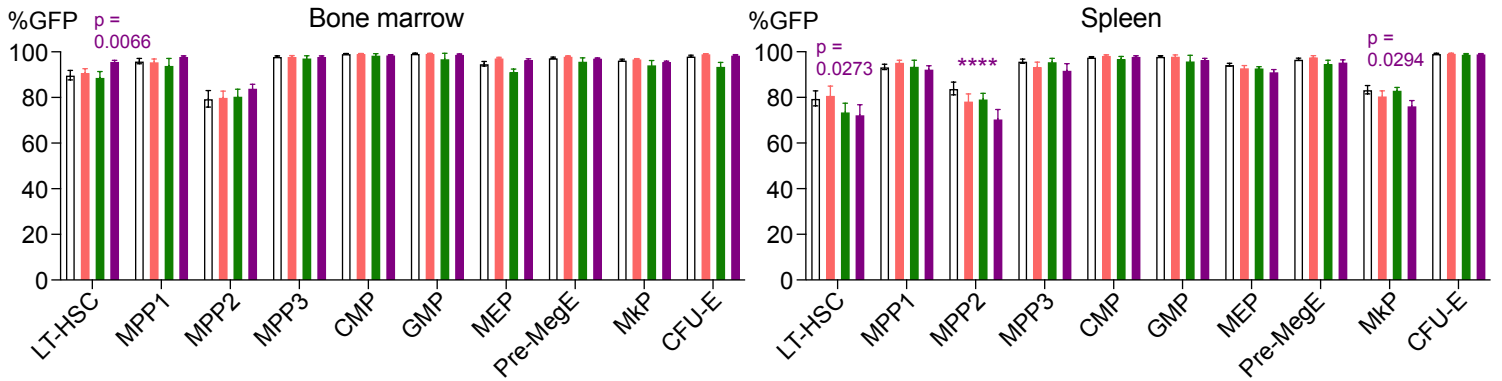 %GFP
p =
0.0066
Bone marrow
100
80
60
40
20
0
LT-HSC
MPP1
MPP2
MPP3
CMP
GMP
MEP
Pre-MegE
MkP
CFU-E
%GFP
Spleen
p =
0.0273
****
p =
0.0294
100
80
60
40
20
0
LT-HSC
MPP1
MPP2
MPP3
CMP
GMP
MEP
Pre-MegE
MkP
CFU-E